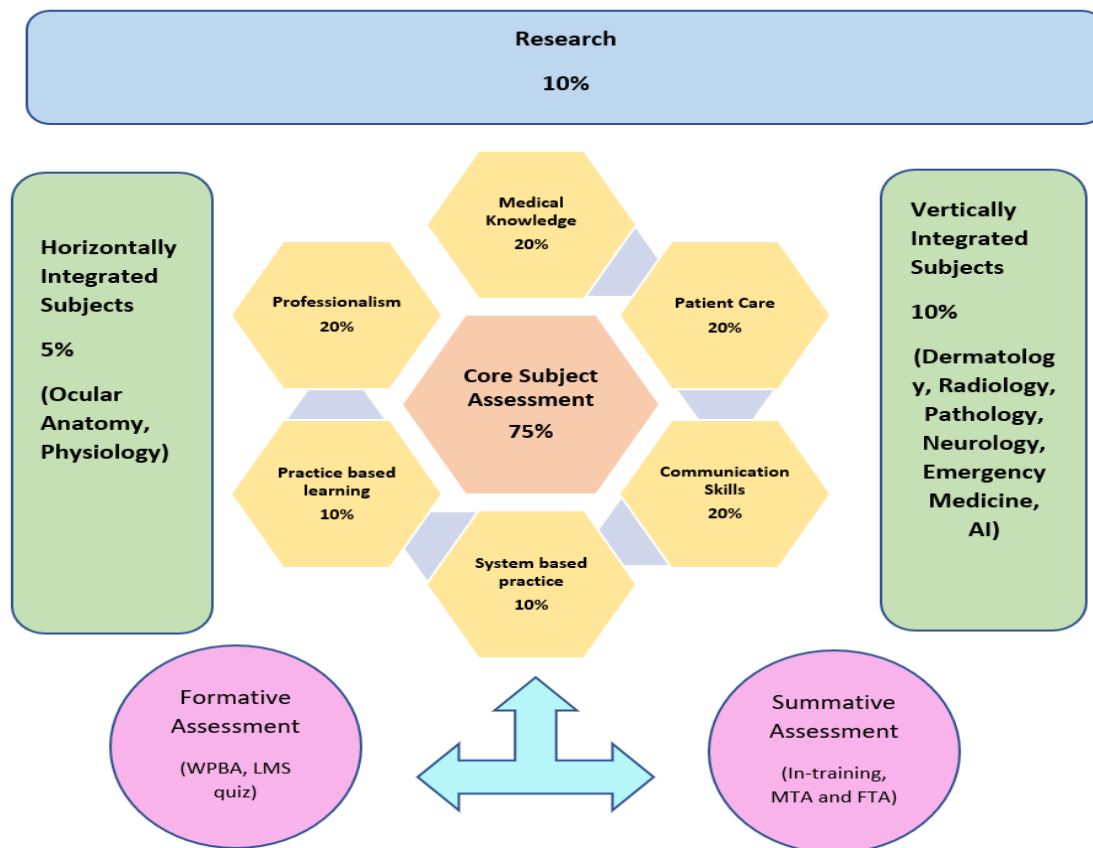 Research
10%
Horizontally
Integrated
Subjects
5%
(Ocular
Anatomy,
Physiology)
Medical
Knowledge
20%
Professionalism
20%
Patient Care
20%
Core Subject
Assessment
75%
Practice based
learning
10%
Communication
Skills
20%
System based
practice
10%
Vertically
Integrated
Subjects
10%
(Dermatolog
y, Radiology,
Pathology,
Neurology,
Emergency
Medicine,
AI)
Formative
Assessment
(WPBA, LMS
quiz)
Summative
Assessment
(In-training,
MTA and FTA)